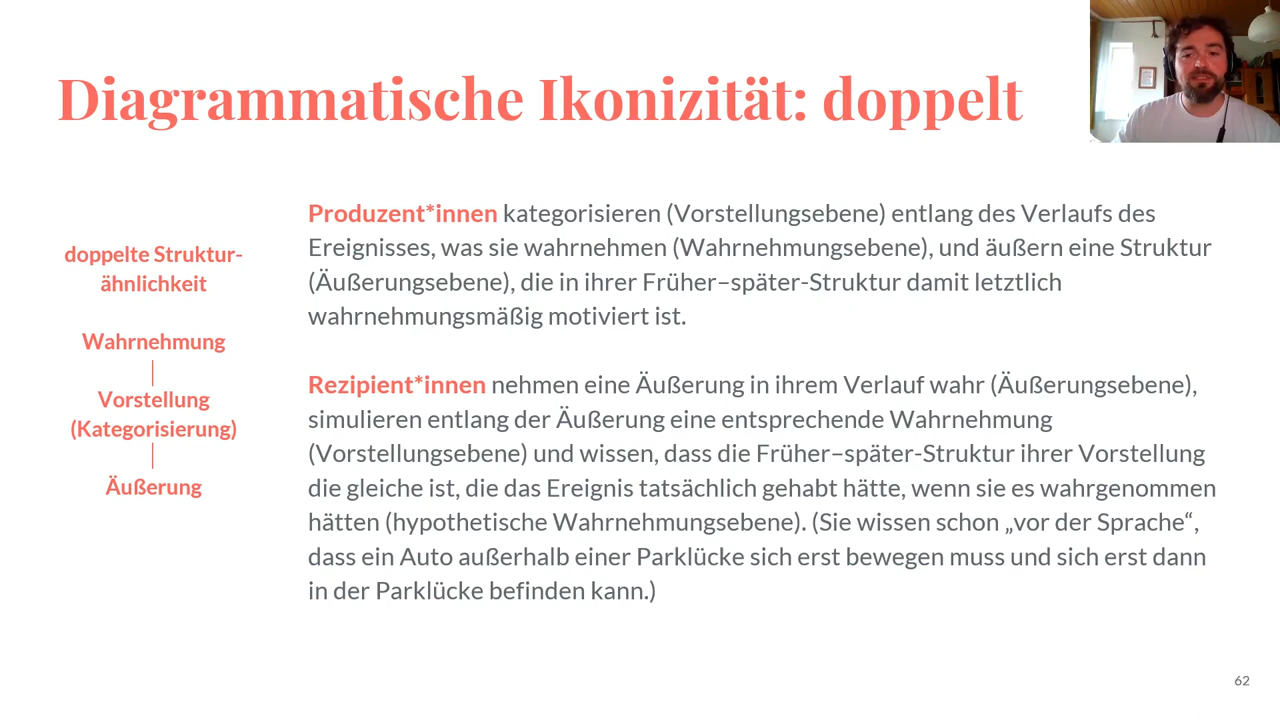 Diagrammatische Ikonizität: doppelt
doppelte Struktur-
ähnlichkeit
Wahrnehmung
Vorstellung
(Kategorisierung)
Äußerung
Produzent*innen kategorisieren (Vorstellungsebene) entlang des Verlaufs des
Ereignisses, was sie wahrnehmen (Wahrnehmungsebene), und äußern eine Struktur
(Äußerungsebene), die in ihrer Früher–später-Struktur damit letztlich
wahrnehmungsmäßig motiviert ist.
Rezipient*innen nehmen eine Äußerung in ihrem Verlauf wahr (Äußerungsebene),
simulieren entlang der Äußerung eine entsprechende Wahrnehmung
(Vorstellungsebene) und wissen, dass die Früher–später-Struktur ihrer Vorstellung
die gleiche ist, die das Ereignis tatsächlich gehabt hätte, wenn sie es wahrgenommen
hätten (hypothetische Wahrnehmungsebene). (Sie wissen schon „vor der Sprache“,
dass ein Auto außerhalb einer Parklücke sich erst bewegen muss und sich erst dann
in der Parklücke befinden kann.)
62